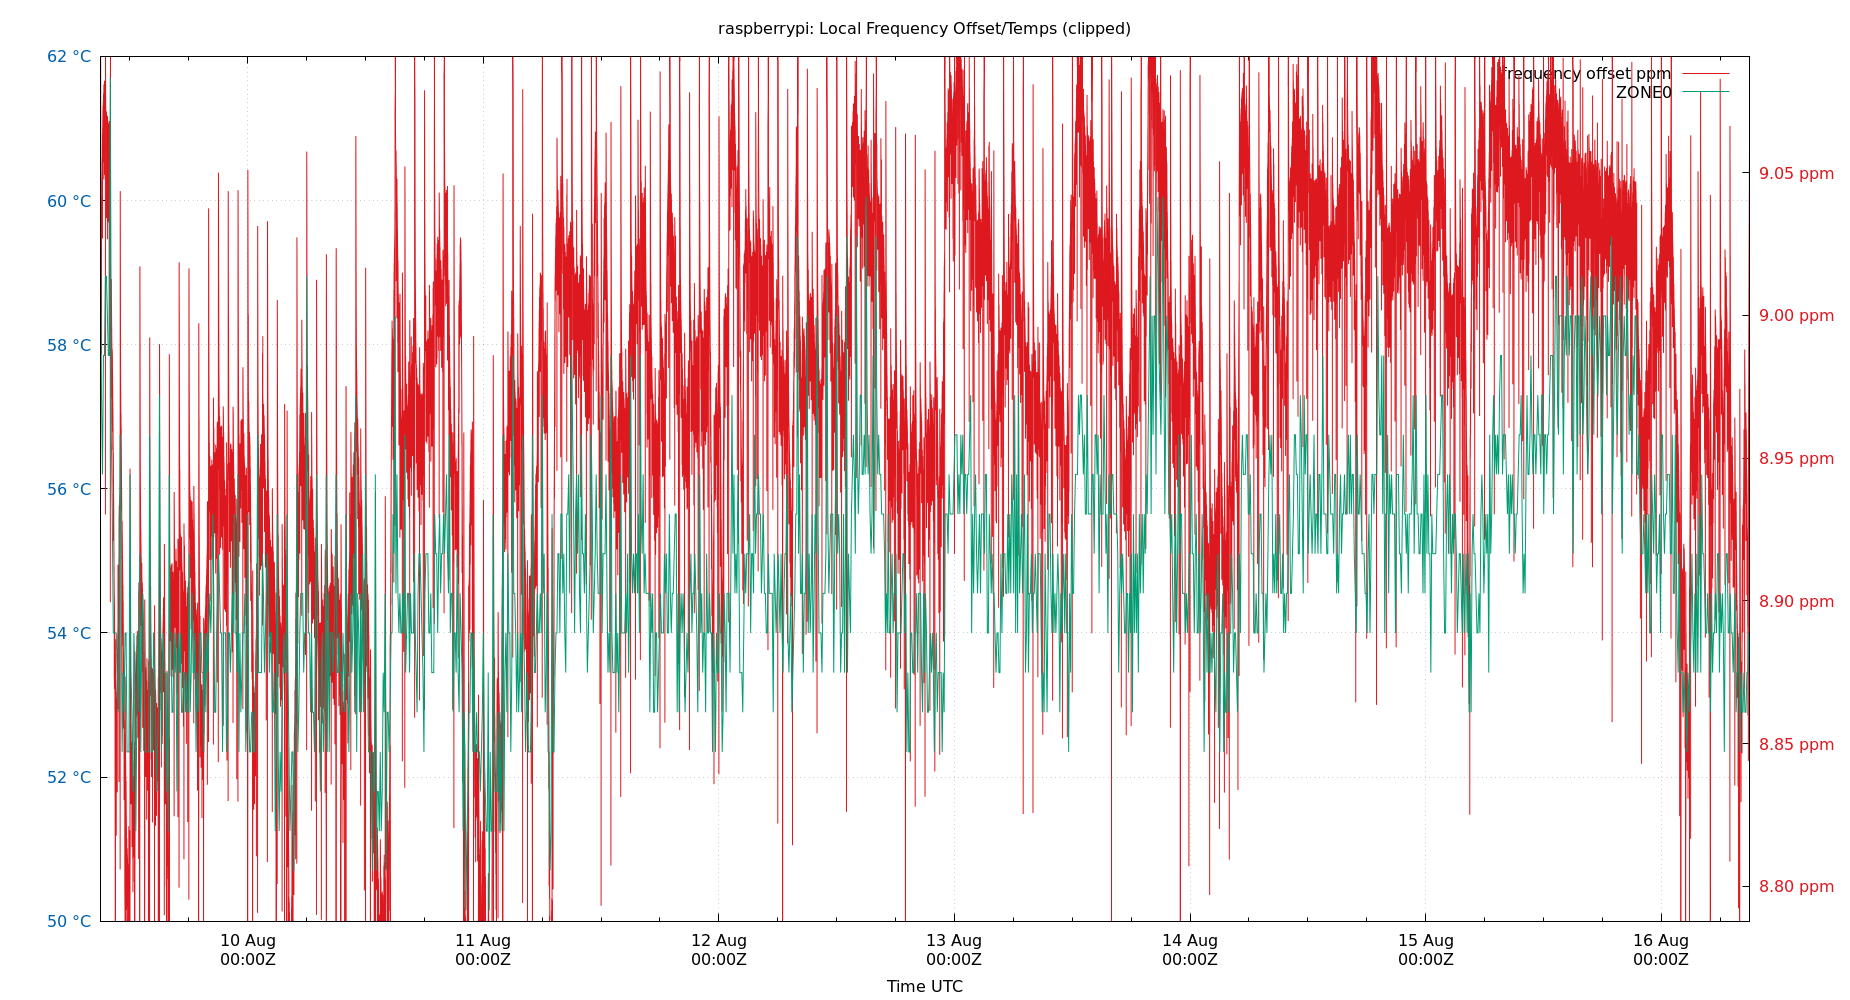 raspberrypi: Local Frequency Offset/Temps (clipped)
62 °C
60 °C
58 °C
56 °C
54 °C
52 °C
50 °C
frequency offset ppm
ZONE0
9.05 ppm
9.00 ppm
8.95 ppm
8.90 ppm
8.85 ppm
8.80 ppm
10 Aug
00:00Z
11 Aug
00:00Z
12 Aug
00:00Z
13 Aug
00:00Z
14 Aug
00:00Z
15 Aug
00:00Z
16 Aug
00:00Z
Time UTC